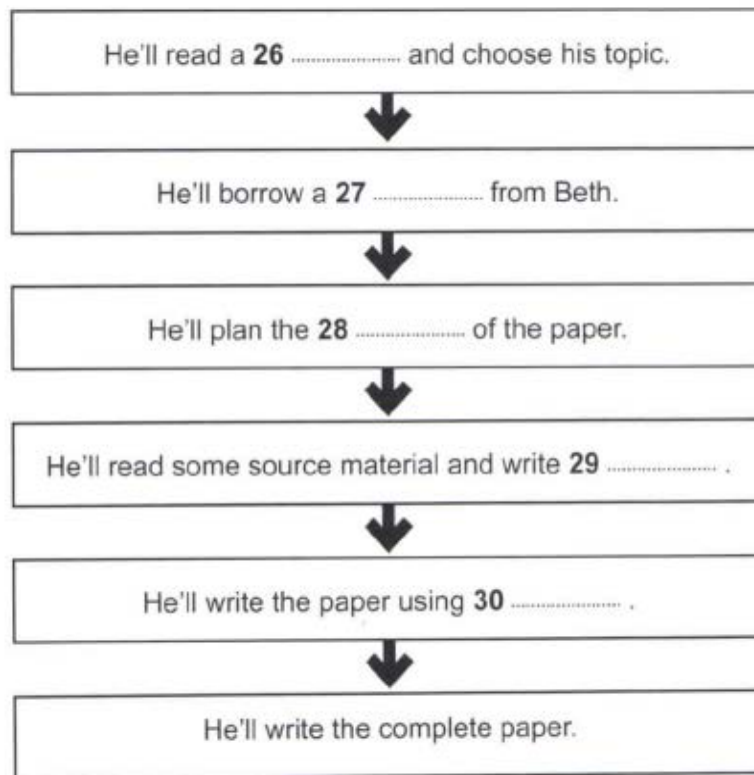 He'll read a 26 .................... and choose his topic.
He'll borrow a 27 .................... from Beth.
He'll plan the 28 .................... of the paper.
He'll read some source material and write 29 .................... .
He'll write the paper using 30 .................... .
He'll write the complete paper.